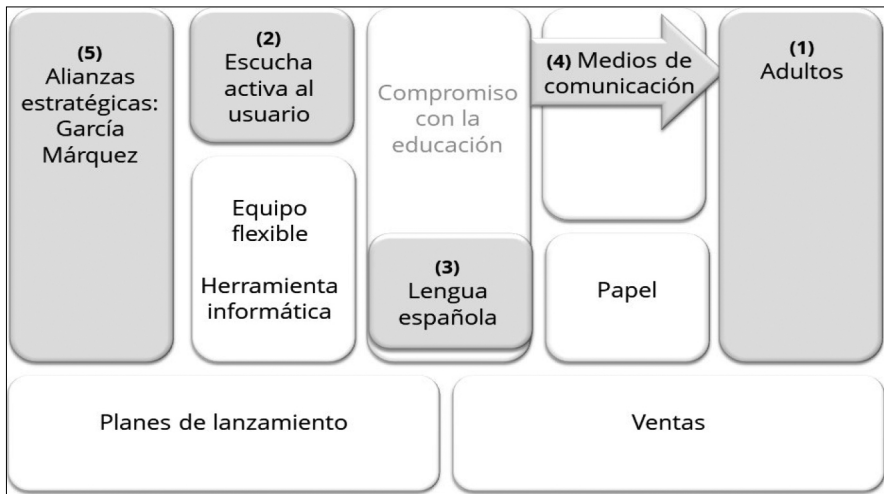 (5)
Alianzas
estratégicas:
García
Márquez
(2)
Escucha
activa al
usuario
Equipo
flexible
Herramienta
informática
Compromiso
con la
educación
(3)
Lengua
española
(4) Medios de
comunicación
Papel
(1)
Adultos
Planes de lanzamiento
Ventas